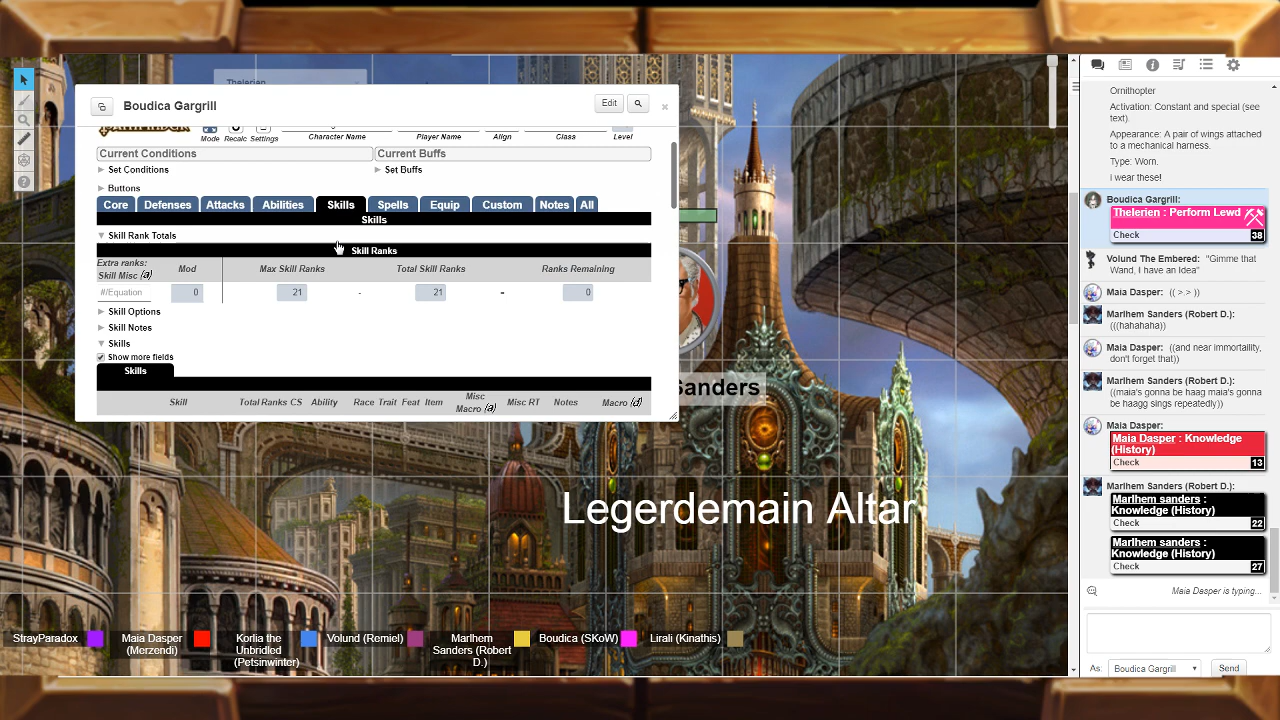 Thelerien
Boudica Gargrill
Edit
PATHFINDER
Mode Recalc Settings Character Name Player Name Align Class Level
Current Conditions Current Buffs
Set Conditions Set Buffs
Buttons
Core Defenses Attacks Abilities Skills Spells Equip Custom Notes All
Skills
Skill Rank Totals
Skill Ranks
Extra ranks:
Skill Misc (a) Mod Max Skill Ranks Total Skill Ranks Ranks Remaining
#/Equation 0 21 - 21 = 0
Skill Options
Skill Notes
Skills
Show more fields
Skills
Skill Total Ranks CS Ability Race Trait Feat Item Misc Macro (a) Misc RT Notes Macro (d)
Sanders
Legerdemain Altar
StrayParadox
Maia Dasper
(Merzendi)
Korlia the
Unbridled
(Petsinwinter)
Volund (Remiel)
Marlhem
Sanders (Robert
D.)
Boudica (SKoW)
Lirali (Kinathis)
Ornithopter
Activation: Constant and special (see
text).
Appearance: A pair of wings attached
to a mechanical harness.
Type: Worn.
i wear these!
Boudica Gargrill:
Thelerien : Perform Lewd
Check 38
Volund The Embered: "Gimme that
Wand, I have an Idea"
Maia Dasper: (( >.> ))
Marlhem Sanders (Robert D.):
(((hahahaha))
Maia Dasper: ((and near immortaility,
don't forget that))
Marlhem Sanders (Robert D.):
((maia's gonna be haag maia's gonna
be haagg sings repeatedly))
Maia Dasper:
Maia Dasper : Knowledge
(History)
Check 13
Marlhem Sanders (Robert D.):
Marlhem sanders :
Knowledge (History)
Check 22
Marlhem sanders :
Knowledge (History)
Check 27
Maia Dasper is typing...
As: Boudica Gargrill Send